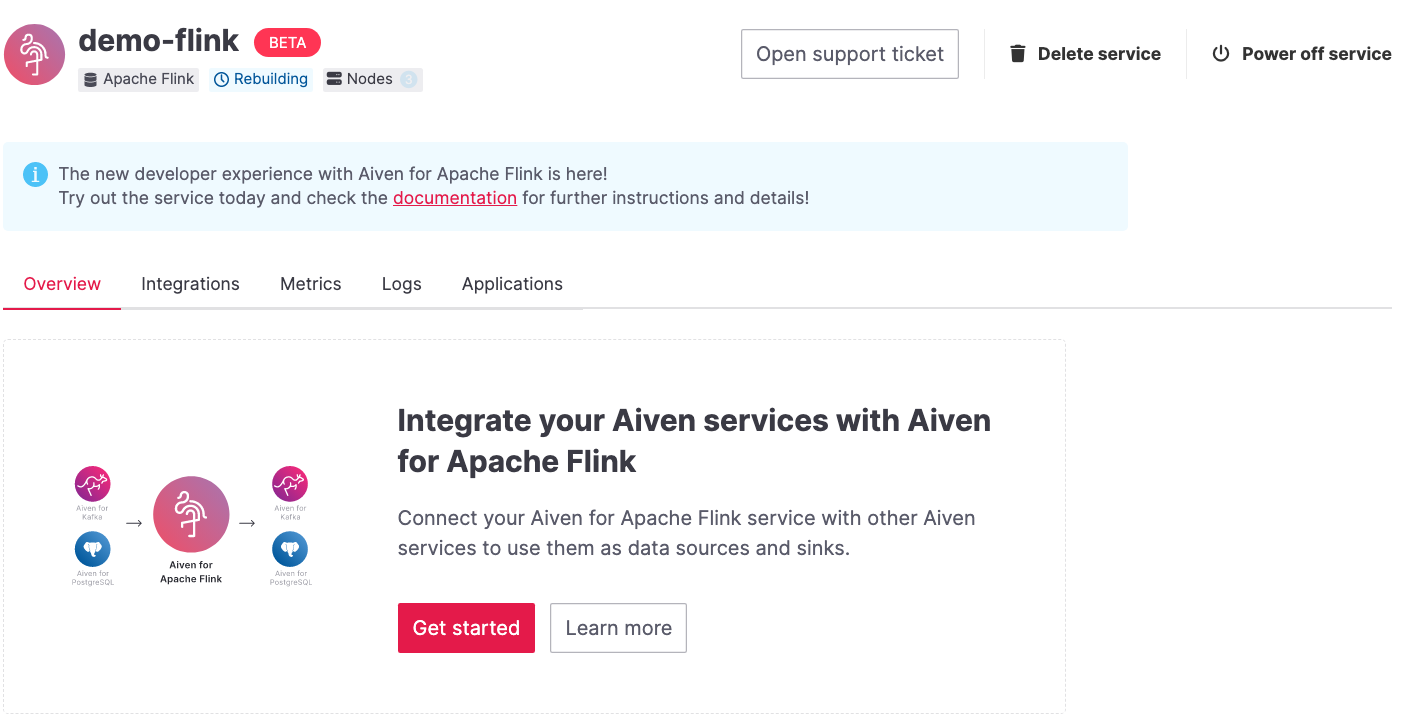 demo-flink BETA
Apache Flink Rebuilding Nodes 3
Open support ticket
Delete service
Power off service
The new developer experience with Aiven for Apache Flink is here!
Try out the service today and check the documentation for further instructions and details!
Overview Integrations Metrics Logs Applications
Aiven for
Kafka
Aiven for
PostgreSQL
Aiven for
Apache Flink
Aiven for
Kafka
Aiven for
PostgreSQL
Integrate your Aiven services with Aiven
for Apache Flink
Connect your Aiven for Apache Flink service with other Aiven
services to use them as data sources and sinks.
Get started Learn more